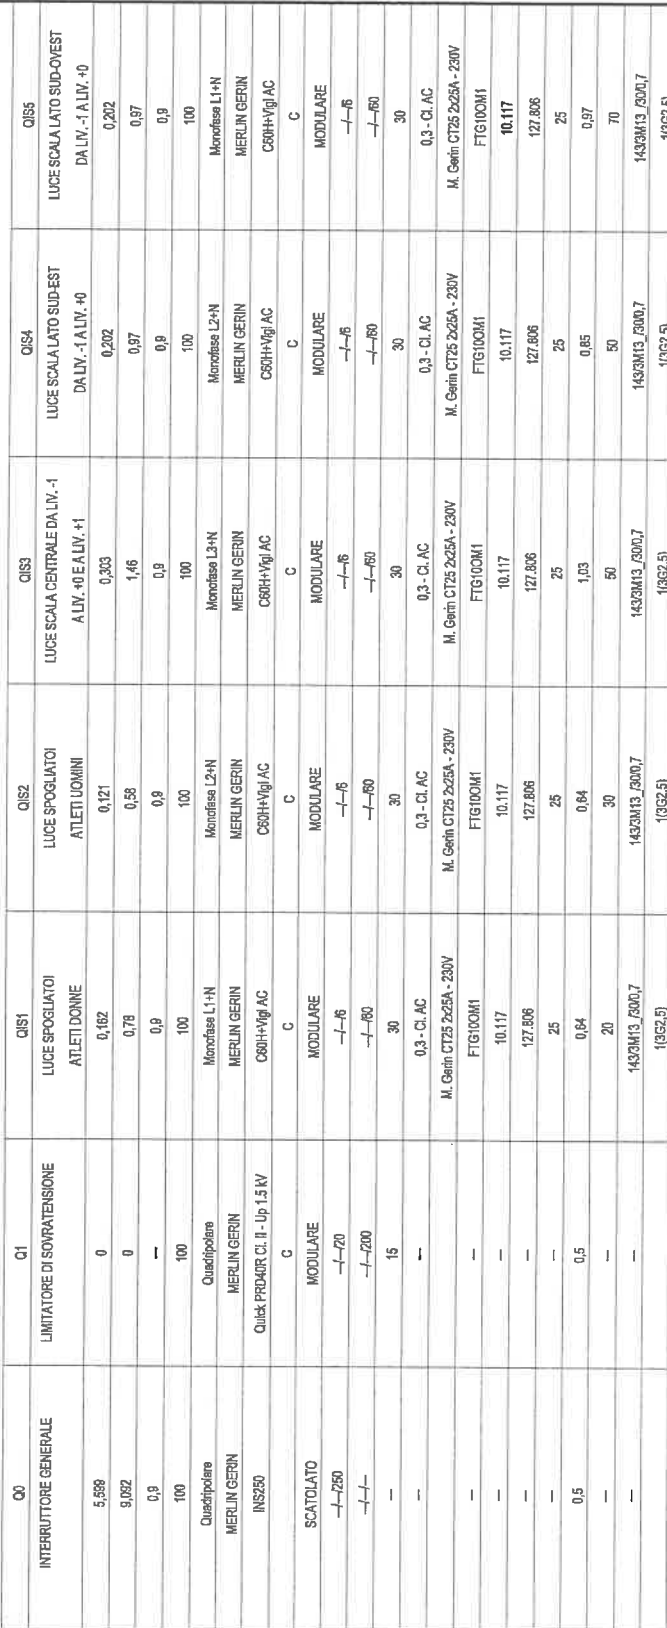 Q0 Q1 QIS1 QIS2 QIS3 QIS4 QIS5
INTERRUTTORE GENERALE LIMITATORE DI SOVRATENSIONE LUCE SPOGLIATOI LUCE SPOGLIATOI LUCE SCALA CENTRALE DA LIV. -1 LUCE SCALA LATO SUD-EST LUCE SCALA LATO SUD-OVEST
ATLETI DONNE ATLETI UOMINI A LIV. +0 E A LIV. +1 DA LIV. -1 A LIV. +0 DA LIV. -1 A LIV. +0
5,599 0 0,162 0,121 0,303 0,202 0,202
9,092 0 0,78 0,58 1,46 0,97 0,97
0,9 — 0,9 0,9 0,9 0,9 0,9
100 100 100 100 100 100 100
Quadripolare Quadripolare Monofase L1+N Monofase L2+N Monofase L3+N Monofase L2+N Monofase L1+N
MERLIN GERIN MERLIN GERIN MERLIN GERIN MERLIN GERIN MERLIN GERIN MERLIN GERIN MERLIN GERIN
INS250 Quick PRD40R Cl. II - Up 1.5 kV C60H+Vigi AC C60H+Vigi AC C60H+Vigi AC C60H+Vigi AC C60H+Vigi AC
C C C C C C
SCATOLATO MODULARE MODULARE MODULARE MODULARE MODULARE MODULARE
—/—/250 —/—/20 —/—/6 —/—/6 —/—/6 —/—/6 —/—/6
—/—/— —/—/200 —/—/60 —/—/60 —/—/60 —/—/60 —/—/60
— 15 30 30 30 30 30
— — 0,3 - Cl. AC 0,3 - Cl. AC 0,3 - Cl. AC 0,3 - Cl. AC 0,3 - Cl. AC
M. Gerin CT25 2x25A - 230V M. Gerin CT25 2x25A - 230V M. Gerin CT25 2x25A - 230V M. Gerin CT25 2x25A - 230V M. Gerin CT25 2x25A - 230V
— — FTG10OM1 FTG10OM1 FTG10OM1 FTG10OM1 FTG10OM1
— — 10.117 10.117 10.117 10.117 10.117
— — 127.806 127.806 127.806 127.806 127.806
— — 25 25 25 25 25
0,5 0,5 0,64 0,64 1,03 0,85 0,97
— — 20 30 50 50 70
— — 143/3M13_/30/0,7 143/3M13_/30/0,7 143/3M13_/30/0,7 143/3M13_/30/0,7 143/3M13_/30/0,7
1(3G2,5) 1(3G2,5) 1(3G2,5) 1(3G2,5) 1(3G2,5)